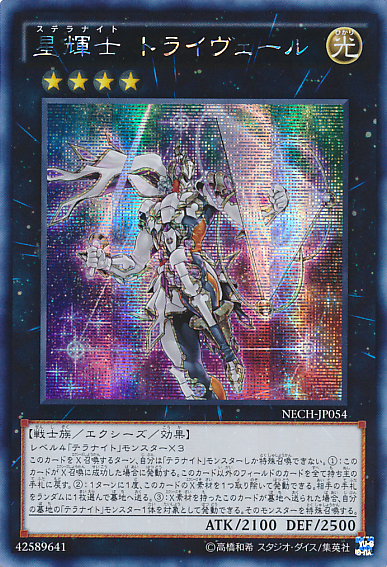 ステラナイト
星輝士 トライヴェール
ひかり
光
NECH-JP054
【戦士族/エクシーズ/効果】
レベル4「テラナイト」モンスター×3
このカードをX召喚するターン、自分は「テラナイト」モンスターしか特殊召喚できない。①:この
カードがX召喚に成功した場合に発動する。このカード以外のフィールドのカードを全て持ち主の
手札に戻す。②:1ターンに1度、このカードのX素材を1つ取り除いて発動できる。相手の手札
をランダムに1枚選んで墓地へ送る。③:X素材を持ったこのカードが墓地へ送られた場合、自分
の墓地の「テラナイト」モンスター1体を対象として発動できる。そのモンスターを特殊召喚する。
ATK/2100 DEF/2500
42589641
©高橋和希 スタジオ・ダイス/集英社